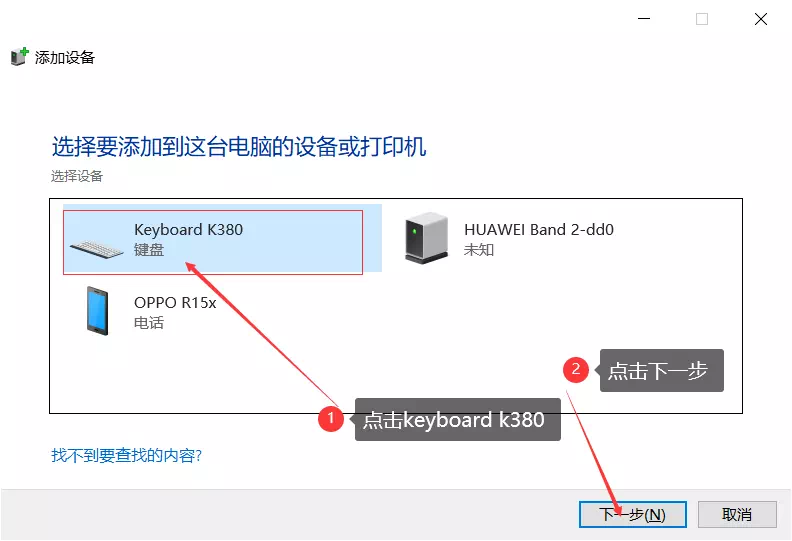 添加设备
选择要添加到这台电脑的设备或打印机
选择设备
Keyboard K380
键盘
HUAWEI Band 2-dd0
未知
OPPO R15x
电话
2
点击下一步
1
点击keyboard k380
找不到要查找的内容?
下一步(N)
取消